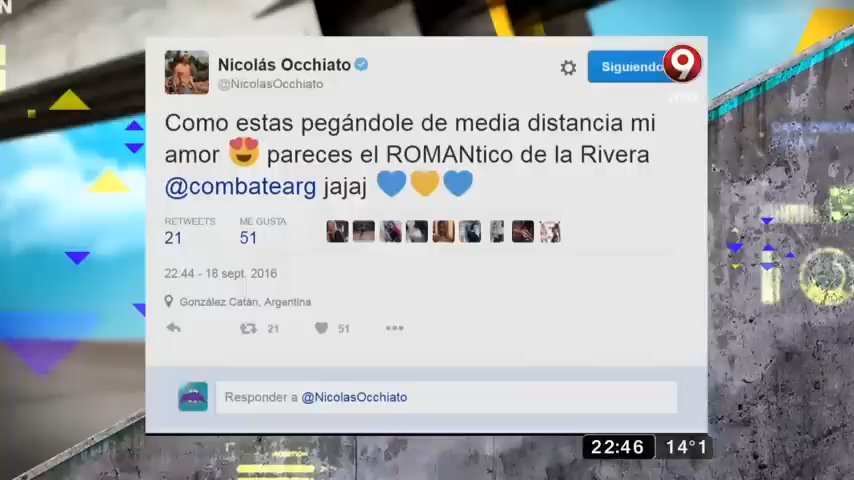 N
Nicolás Occhiato
@NicolasOcchiato
Siguiendo
9
Como estas pegándole de media distancia mi
amor 😍 pareces el ROMANtico de la Rivera
@combatearg jajaj 💙💛💙
RETWEETS
ME GUSTA
21
51
22:44 - 18 sept. 2016
González Catán, Argentina
21
51
Responder a @NicolasOcchiato
22:46
14°1